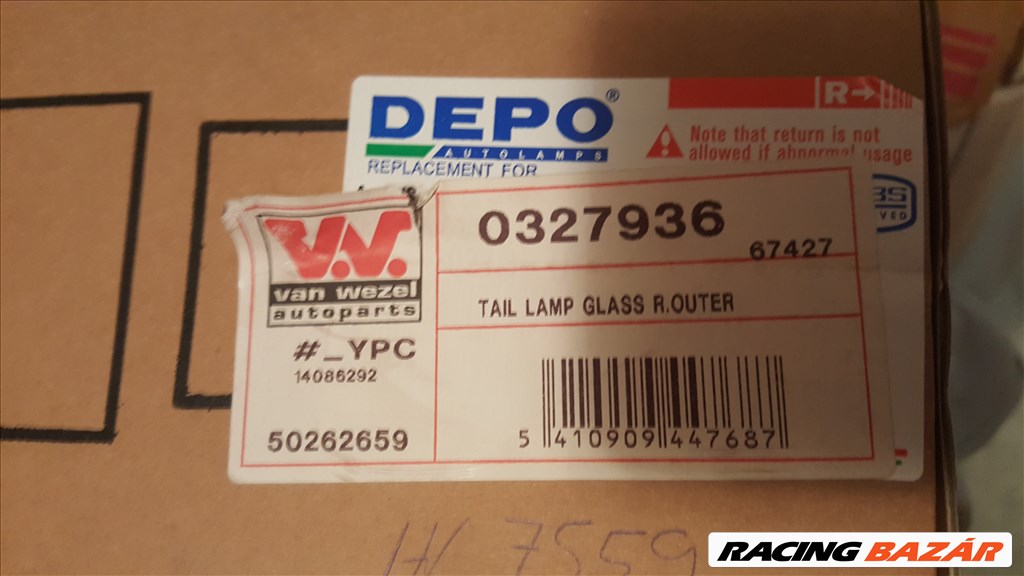 DEPO®
AUTOLAMPS
REPLACEMENT FOR
R
Note that return is not
allowed if abnormal usage
V.W.
van wezel
autoparts
#_YPC
14086292
50262659
0327936
67427
TAIL LAMP GLASS R.OUTER
5 410909 447687
7559
RACING BAZÁR